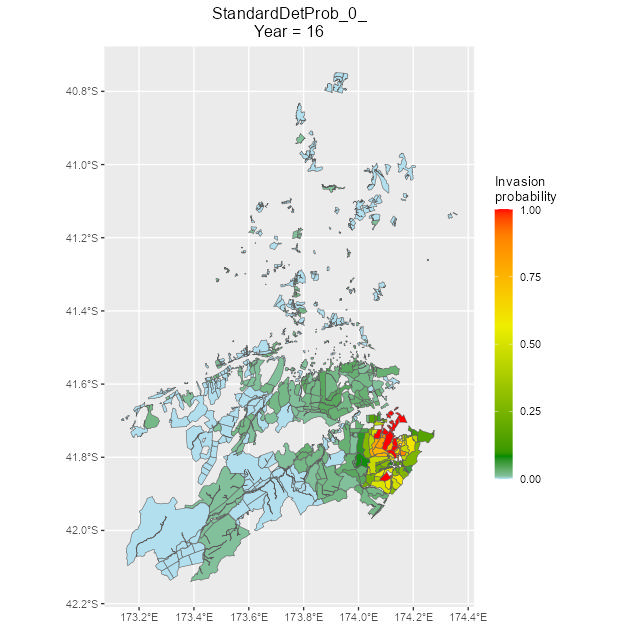 StandardDetProb_0_
Year = 16
40.8°S
41.0°S
41.2°S
41.4°S
41.6°S
41.8°S
42.0°S
42.2°S
173.2°E
173.4°E
173.6°E
173.8°E
174.0°E
174.2°E
174.4°E
Invasion
probability
1.00
0.75
0.50
0.25
0.00